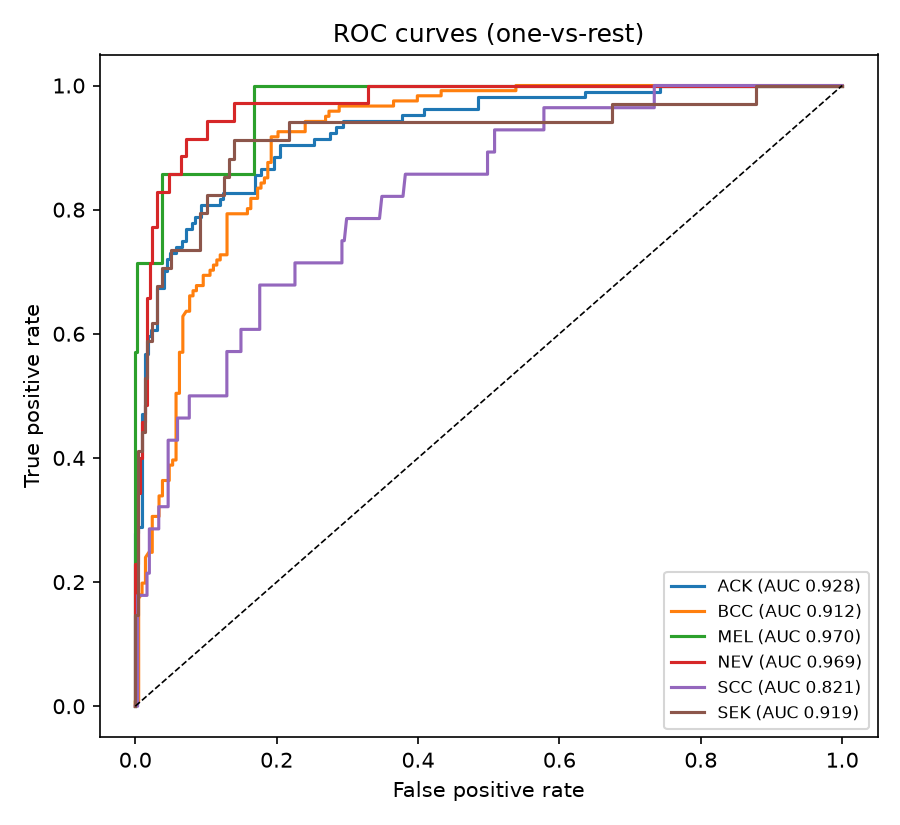 ROC curves (one-vs-rest)
True positive rate
1.0
0.8
0.6
0.4
0.2
0.0
0.0 0.2 0.4 0.6 0.8 1.0
False positive rate
ACK (AUC 0.928)
BCC (AUC 0.912)
MEL (AUC 0.970)
NEV (AUC 0.969)
SCC (AUC 0.821)
SEK (AUC 0.919)